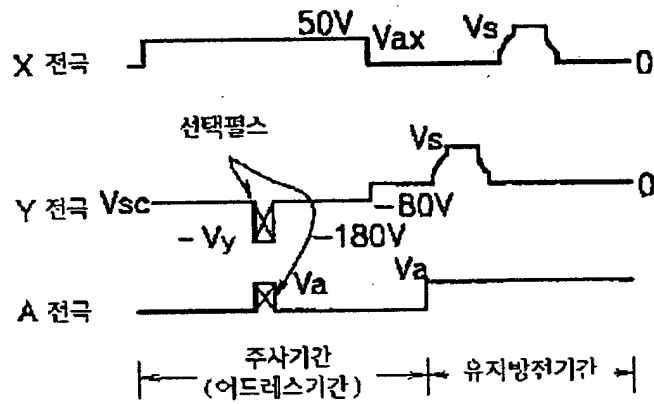 50V Vax Vs
X 전극 0
선택펄스
Vs
Y 전극 Vsc 0
-80V
-Vy -180V
Va Va
A 전극
주사기간 유지방전기간
(어드레스기간)